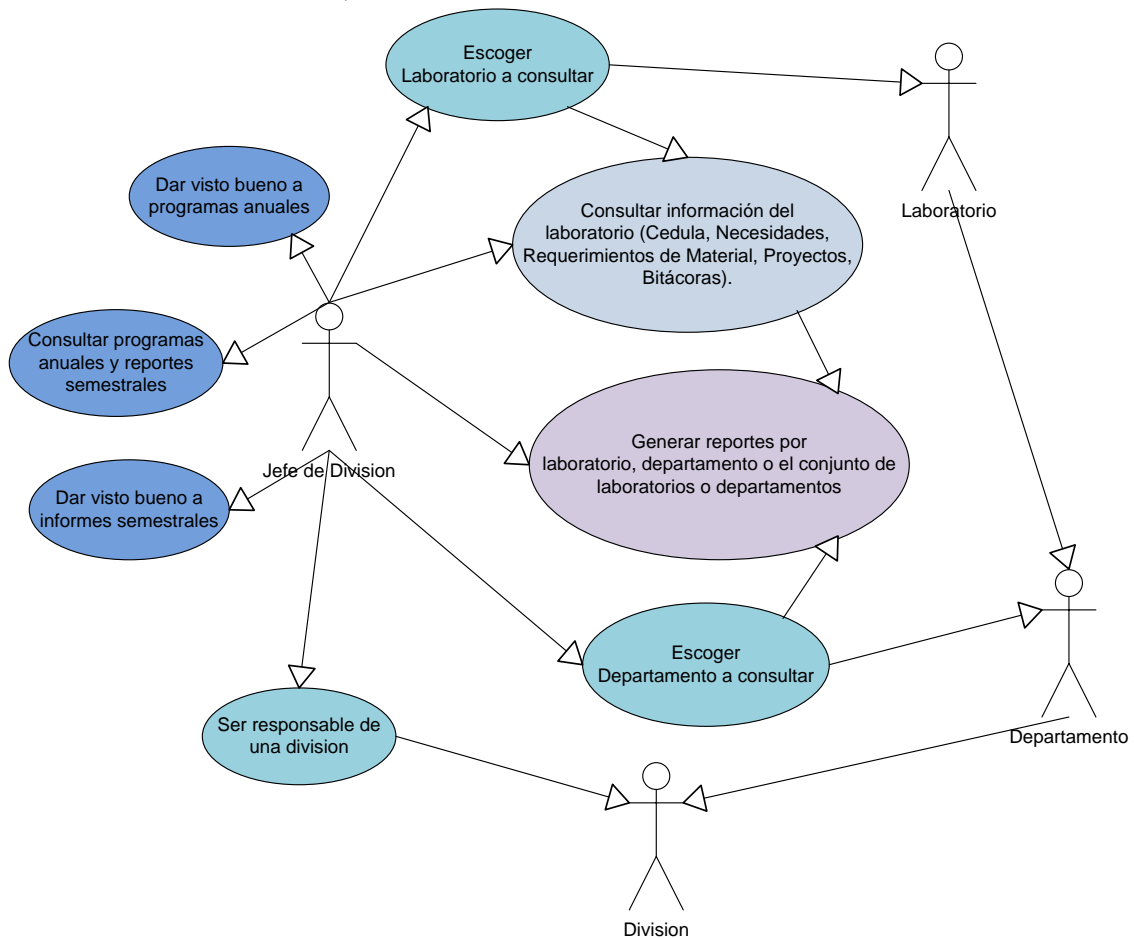 Escoger
Laboratorio a consultar
Dar visto bueno a
programas anuales
Laboratorio
Consultar información del
laboratorio (Cedula, Necesidades,
Requerimientos de Material, Proyectos,
Bitácoras).
Consultar programas
anuales y reportes
semestrales
Jefe de Division
Generar reportes por
laboratorio, departamento o el conjunto de
laboratorios o departamentos
Dar visto bueno a
informes semestrales
Escoger
Departamento a consultar
Ser responsable de
una division
Departamento
Division